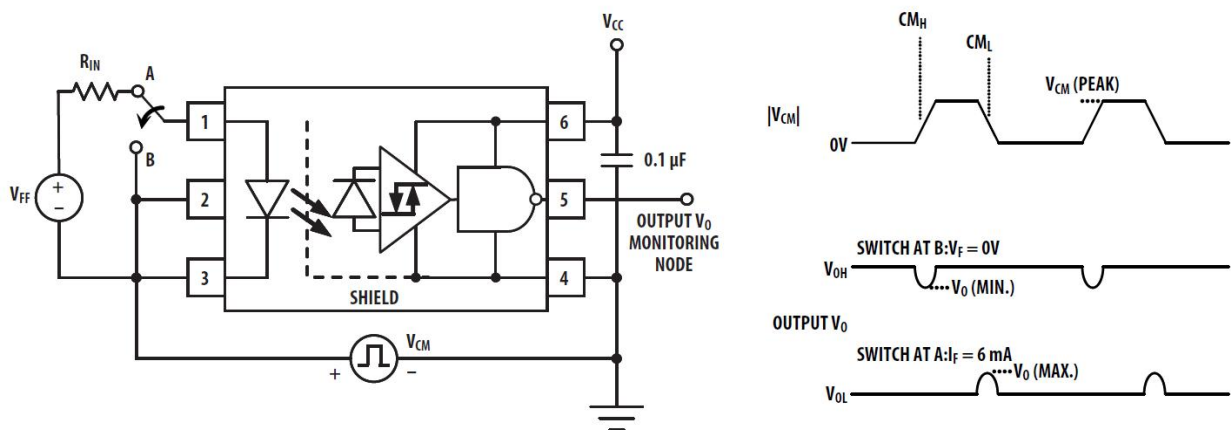 V_CC
R_IN
A
1
6
B
0.1 µF
V_FF
+
−
2
5
OUTPUT V_O
MONITORING
NODE
3
4
SHIELD
V_CM
+
−
CM_H
CM_L
V_CM (PEAK)
|V_CM|
0V
SWITCH AT B:V_F = 0V
V_OH
V_O (MIN.)
OUTPUT V_O
SWITCH AT A:I_F = 6 mA
V_O (MAX.)
V_OL